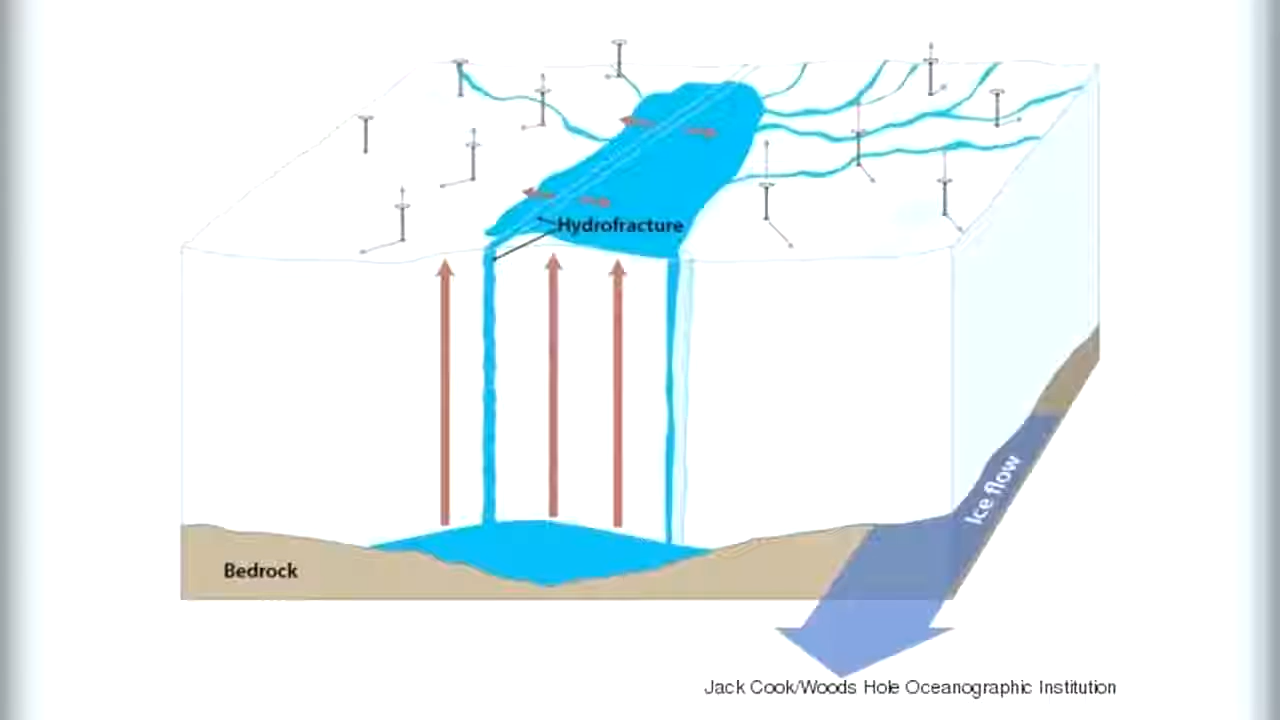 Hydrofracture
Ice flow
Bedrock
Jack Cook/Woods Hole Oceanographic Institution